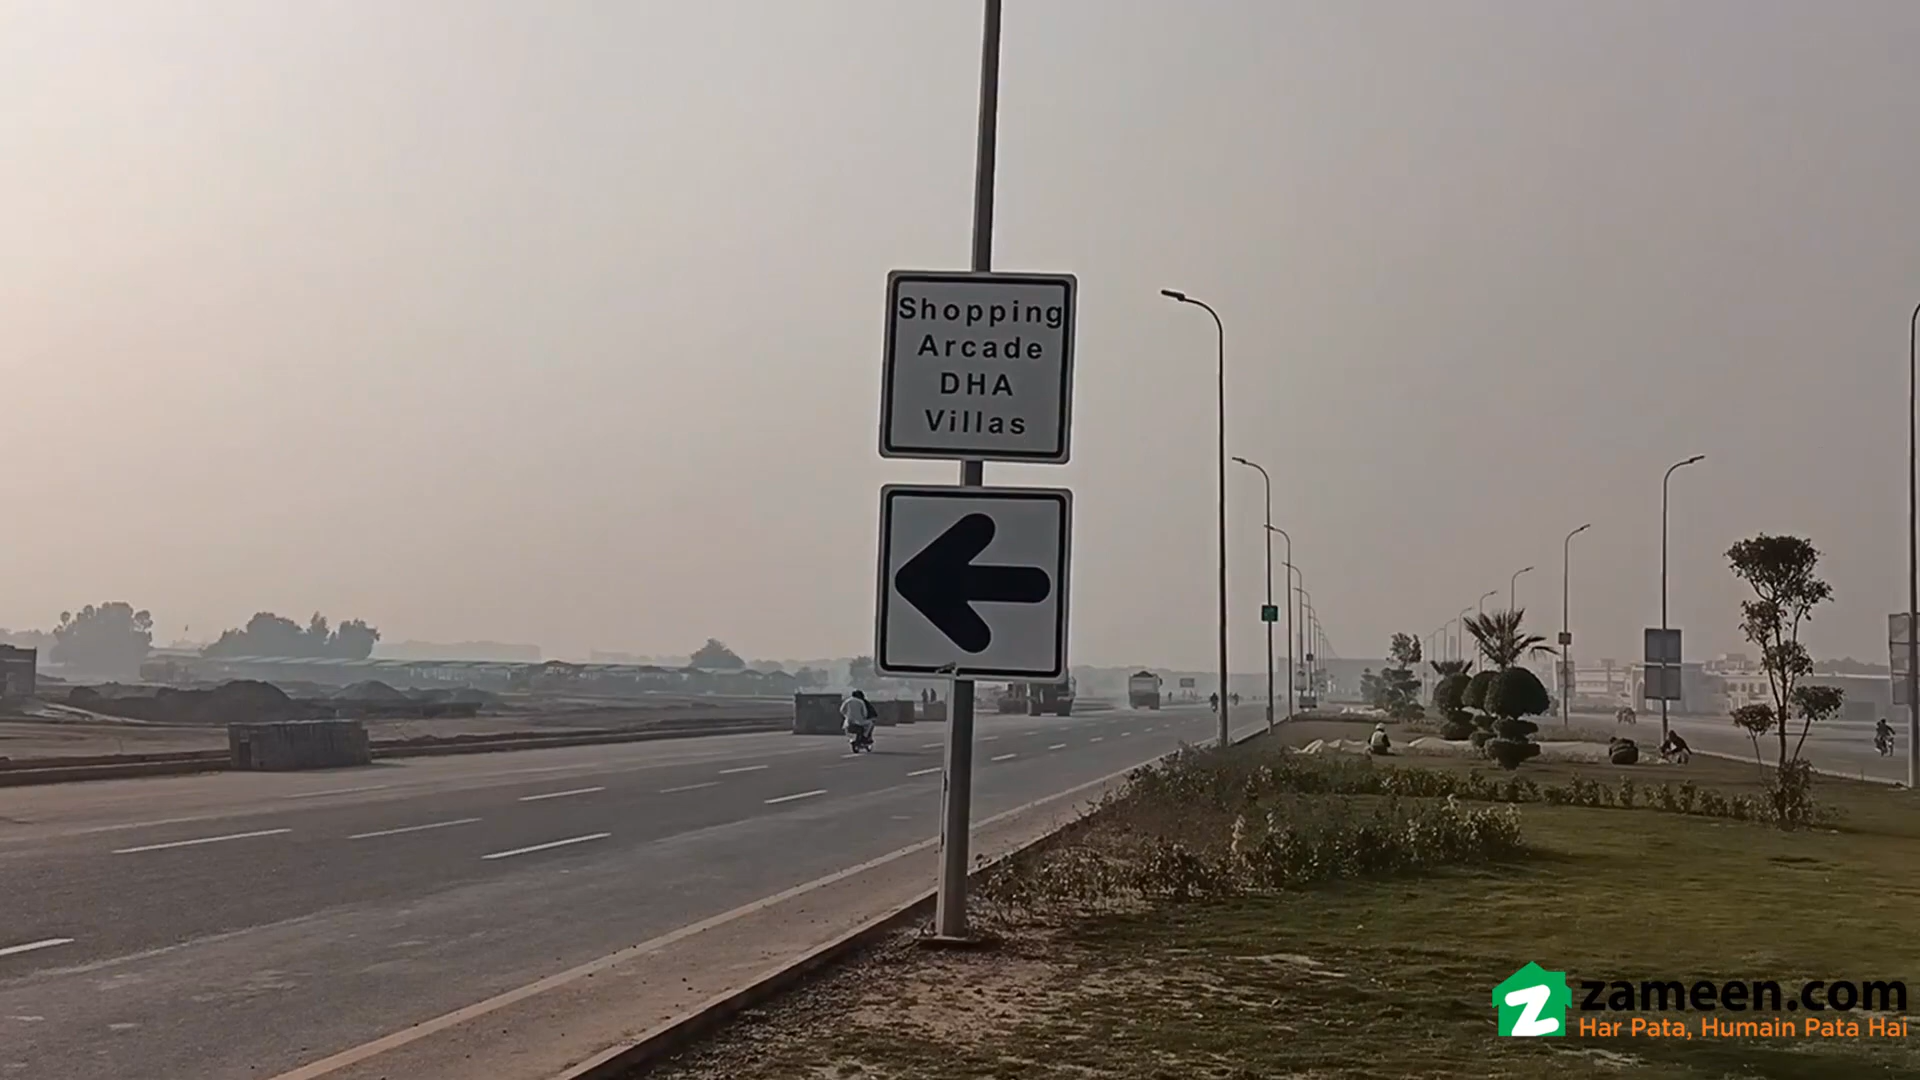 Shopping
Arcade
DHA
Villas
zameen.com
Har Pata, Humain Pata Hai